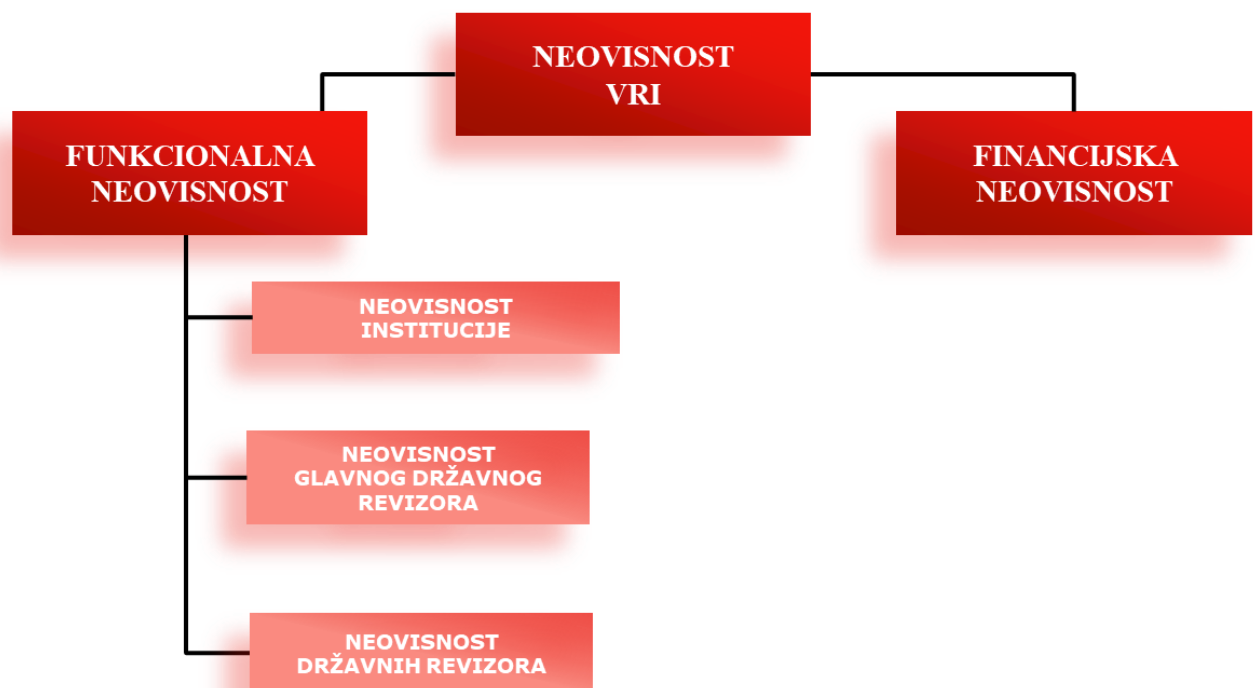 NEOVISNOST
VRI
FUNKCIONALNA
NEOVISNOST
FINANCIJSKA
NEOVISNOST
NEOVISNOST
INSTITUCIJE
NEOVISNOST
GLAVNOG DRŽAVNOG
REVIZORA
NEOVISNOST
DRŽAVNIH REVIZORA